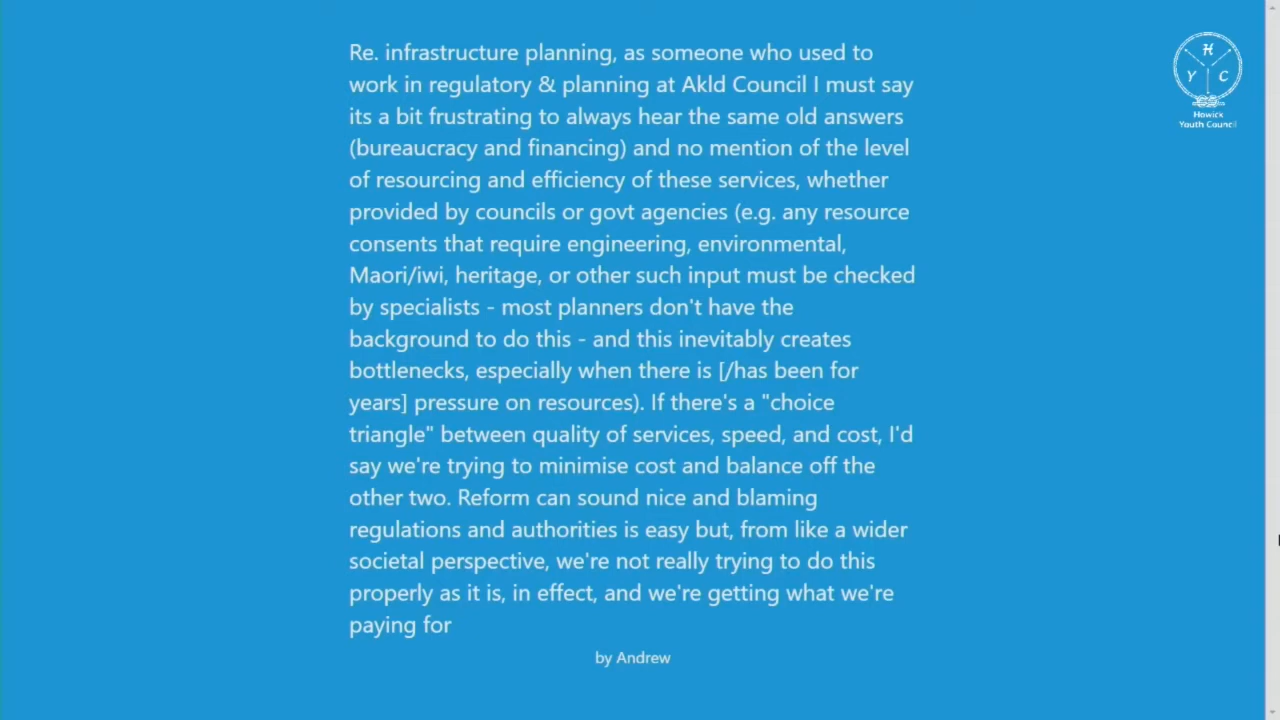 Re. infrastructure planning, as someone who used to
work in regulatory & planning at Akld Council I must say
its a bit frustrating to always hear the same old answers
(bureaucracy and financing) and no mention of the level
of resourcing and efficiency of these services, whether
provided by councils or govt agencies (e.g. any resource
consents that require engineering, environmental,
Maori/iwi, heritage, or other such input must be checked
by specialists - most planners don't have the
background to do this - and this inevitably creates
bottlenecks, especially when there is [/has been for
years] pressure on resources). If there's a "choice
triangle" between quality of services, speed, and cost, I'd
say we're trying to minimise cost and balance off the
other two. Reform can sound nice and blaming
regulations and authorities is easy but, from like a wider
societal perspective, we're not really trying to do this
properly as it is, in effect, and we're getting what we're
paying for
by Andrew
H
Y C
Howick
Youth Council